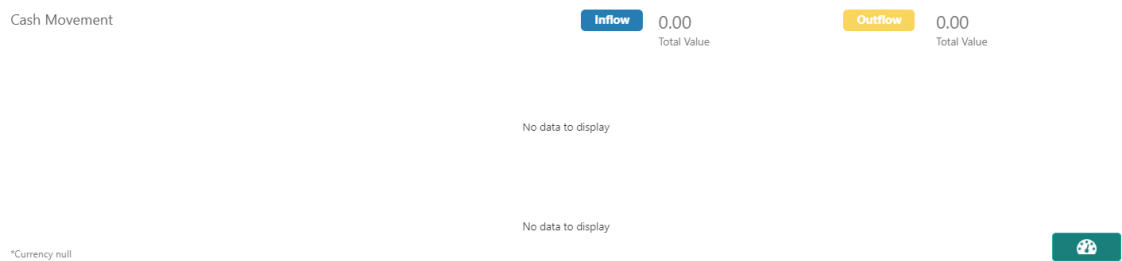 Cash Movement
Inflow 0.00
Total Value
Outflow 0.00
Total Value
No data to display
No data to display
*Currency null